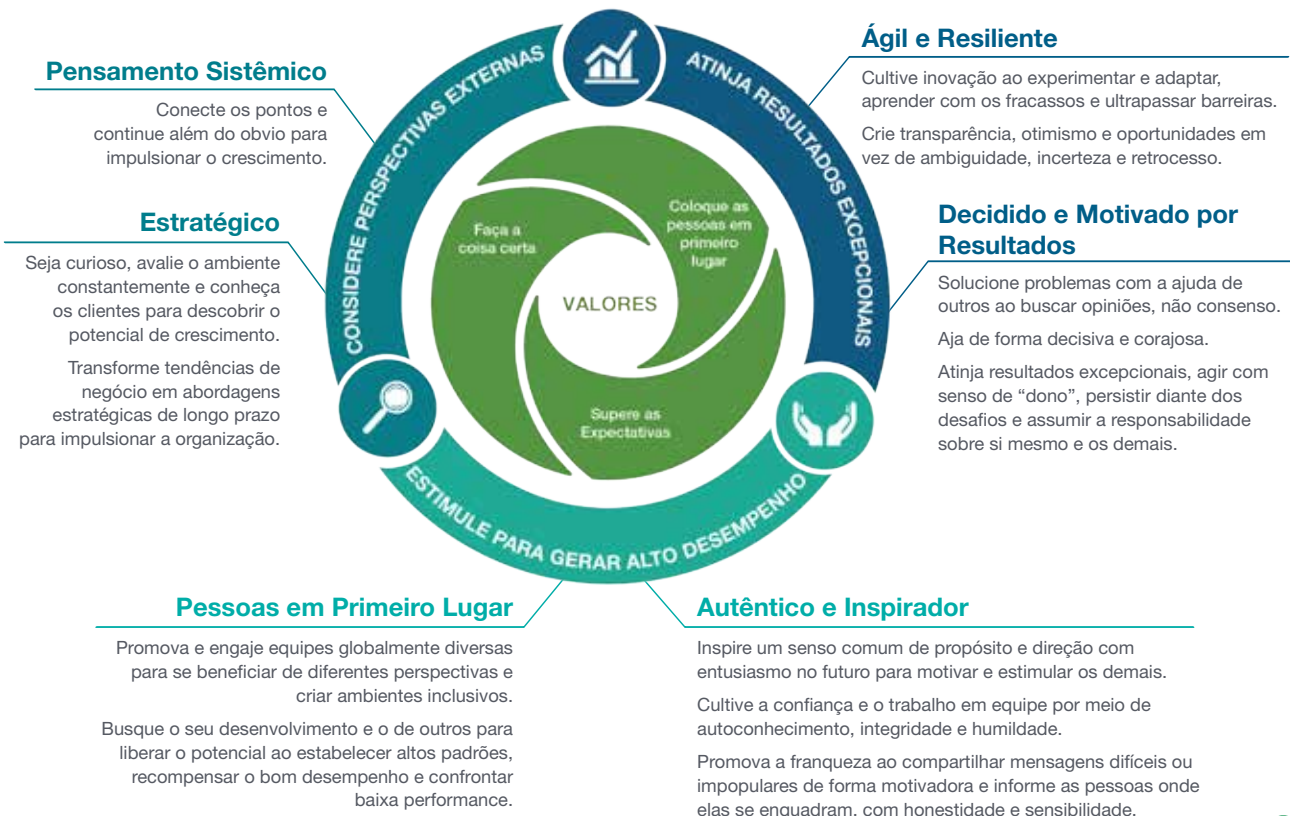 Pensamento Sistêmico
Conecte os pontos e
continue além do obvio para
impulsionar o crescimento.
Estratégico
Seja curioso, avalie o ambiente
constantemente e conheça
os clientes para descobrir o
potencial de crescimento.
Transforme tendências de
negócio em abordagens
estratégicas de longo prazo
para impulsionar a organização.
CONSIDERE PERSPECTIVAS EXTERNAS
ATINJA RESULTADOS EXCEPCIONAIS
ESTIMULE PARA GERAR ALTO DESEMPENHO
Faça a
coisa certa
Coloque as
pessoas em
primeiro
lugar
VALORES
Supere as
Expectativas
Ágil e Resiliente
Cultive inovação ao experimentar e adaptar,
aprender com os fracassos e ultrapassar barreiras.
Crie transparência, otimismo e oportunidades em
vez de ambiguidade, incerteza e retrocesso.
Decidido e Motivado por
Resultados
Solucione problemas com a ajuda de
outros ao buscar opiniões, não consenso.
Aja de forma decisiva e corajosa.
Atinja resultados excepcionais, agir com
senso de “dono”, persistir diante dos
desafios e assumir a responsabilidade
sobre si mesmo e os demais.
Pessoas em Primeiro Lugar
Promova e engaje equipes globalmente diversas
para se beneficiar de diferentes perspectivas e
criar ambientes inclusivos.
Busque o seu desenvolvimento e o de outros para
liberar o potencial ao estabelecer altos padrões,
recompensar o bom desempenho e confrontar
baixa performance.
Autêntico e Inspirador
Inspire um senso comum de propósito e direção com
entusiasmo no futuro para motivar e estimular os demais.
Cultive a confiança e o trabalho em equipe por meio de
autoconhecimento, integridade e humildade.
Promova a franqueza ao compartilhar mensagens difíceis ou
impopulares de forma motivadora e informe as pessoas onde
elas se enquadram, com honestidade e sensibilidade.